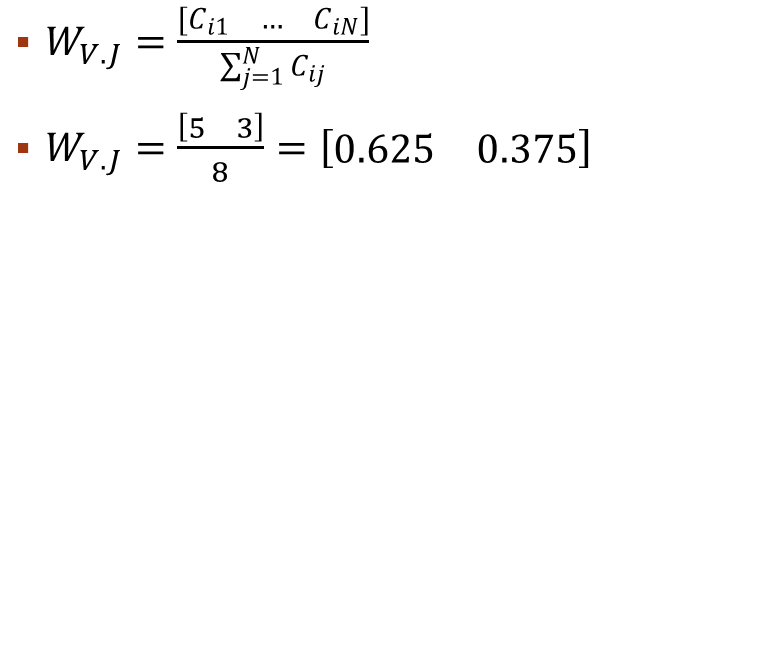 ▪ W_{V.J} = [C_{i1} … C_{iN}] / ∑_{j=1}^{N} C_{ij}
▪ W_{V.J} = [5 3] / 8 = [0.625 0.375]